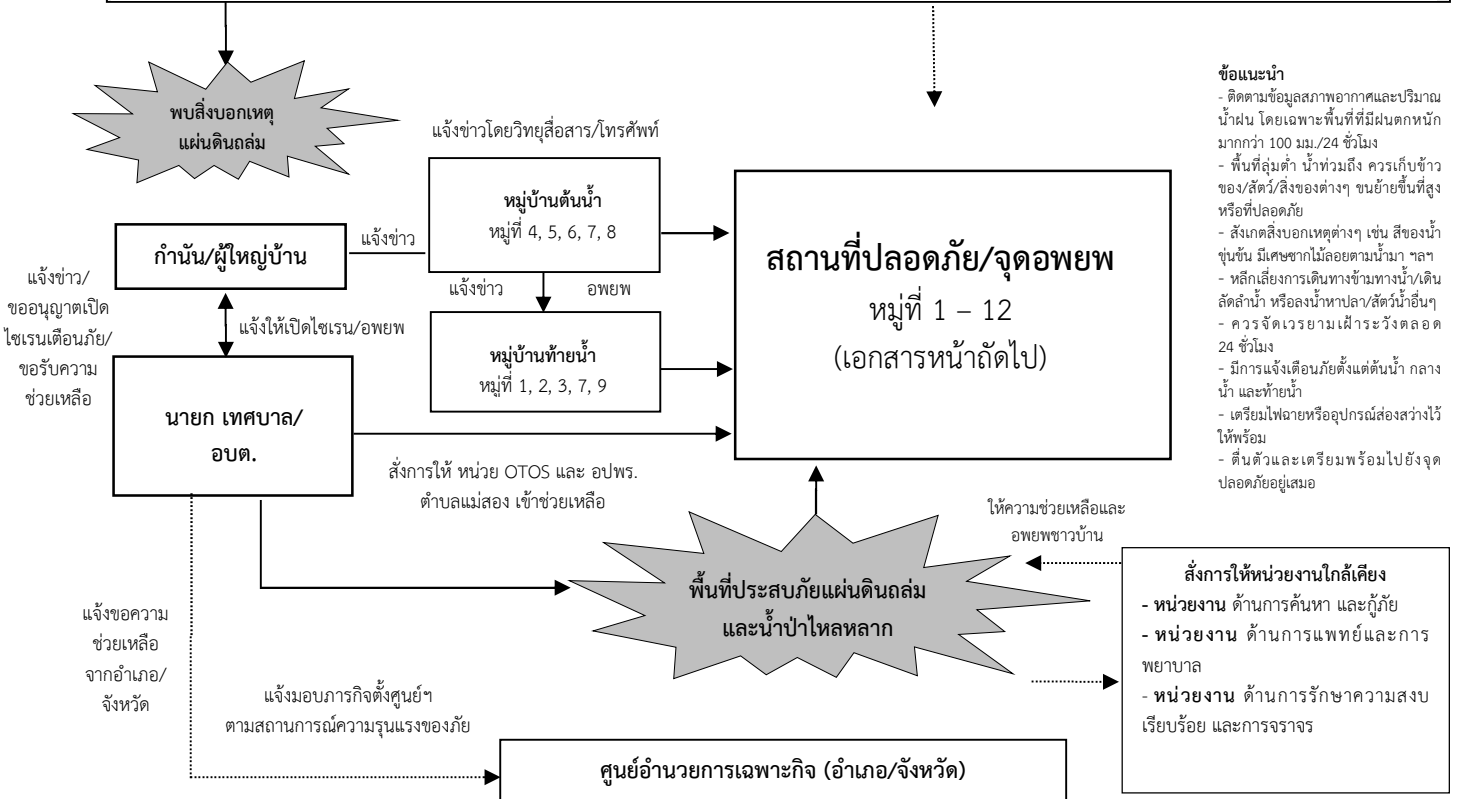 พบสิ่งบอกเหตุ
แผ่นดินถล่ม
แจ้งข่าวโดยวิทยุสื่อสาร/โทรศัพท์
หมู่บ้านต้นน้ำ
หมู่ที่ 4, 5, 6, 7, 8
กำนัน/ผู้ใหญ่บ้าน
แจ้งข่าว
แจ้งข่าว/
ขออนุญาตเปิด
ไซเรนเตือนภัย/
ขอรับความ
ช่วยเหลือ
แจ้งให้เปิดไซเรน/อพยพ
แจ้งข่าว
อพยพ
หมู่บ้านท้ายน้ำ
หมู่ที่ 1, 2, 3, 7, 9
สถานที่ปลอดภัย/จุดอพยพ
หมู่ที่ 1 – 12
(เอกสารหน้าถัดไป)
ข้อแนะนำ
- ติดตามข้อมูลสภาพอากาศและปริมาณ
น้ำฝน โดยเฉพาะพื้นที่ที่มีฝนตกหนัก
มากกว่า 100 มม./24 ชั่วโมง
- พื้นที่ลุ่มต่ำ น้ำท่วมถึง ควรเก็บข้าว
ของ/สัตว์/สิ่งของต่างๆ ขนย้ายขึ้นที่สูง
หรือที่ปลอดภัย
- สังเกตสิ่งบอกเหตุต่างๆ เช่น สีของน้ำ
ขุ่นข้น มีเศษซากไม้ลอยตามน้ำมา ฯลฯ
- หลีกเลี่ยงการเดินทางข้ามทางน้ำ/เดิน
ลัดลำน้ำ หรือลงน้ำหาปลา/สัตว์น้ำอื่นๆ
- ควรจัดเวรยามเฝ้าระวังตลอด
24 ชั่วโมง
- มีการแจ้งเตือนภัยตั้งแต่ต้นน้ำ กลาง
น้ำ และท้ายน้ำ
- เตรียมไฟฉายหรืออุปกรณ์ส่องสว่างไว้
ให้พร้อม
- ตื่นตัวและเตรียมพร้อมไปยังจุด
ปลอดภัยอยู่เสมอ
นายก เทศบาล/
อบต.
สั่งการให้ หน่วย OTOS และ อปพร.
ตำบลแม่สอง เข้าช่วยเหลือ
ให้ความช่วยเหลือและ
อพยพชาวบ้าน
พื้นที่ประสบภัยแผ่นดินถล่ม
และน้ำป่าไหลหลาก
สั่งการให้หน่วยงานใกล้เคียง
- หน่วยงาน ด้านการค้นหา และกู้ภัย
- หน่วยงาน ด้านการแพทย์และการ
พยาบาล
- หน่วยงาน ด้านการรักษาความสงบ
เรียบร้อย และการจราจร
แจ้งขอความ
ช่วยเหลือ
จากอำเภอ/
จังหวัด
แจ้งมอบภารกิจตั้งศูนย์ฯ
ตามสถานการณ์ความรุนแรงของภัย
ศูนย์อำนวยการเฉพาะกิจ (อำเภอ/จังหวัด)